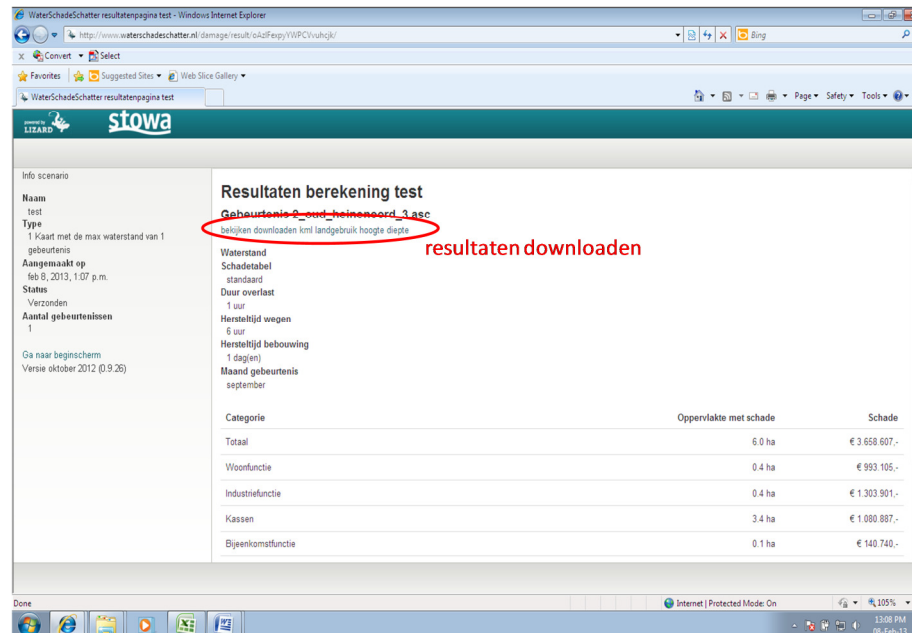 WaterSchadeSchatter resultatenpagina test - Windows Internet Explorer
http://www.waterschadeschatter.nl/damage/result/oAzlFexpyYWPCVvuhcjk/
Bing
x Convert Select
Favorites Suggested Sites Web Slice Gallery
WaterSchadeSchatter resultatenpagina test
Page Safety Tools
powered by
LIZARD
stowa
Info scenario
Naam
test
Type
1 Kaart met de max waterstand van 1
gebeurtenis
Aangemaakt op
feb 8, 2013, 1:07 p.m.
Status
Verzonden
Aantal gebeurtenissen
1
Ga naar beginscherm
Versie oktober 2012 (0.9.26)
Resultaten berekening test
Gebeurtenis 2_oud_heinenoord_3.asc
bekijken downloaden kml landgebruik hoogte diepte
resultaten downloaden
Waterstand
Schadetabel
standaard
Duur overlast
1 uur
Hersteltijd wegen
6 uur
Hersteltijd bebouwing
1 dag(en)
Maand gebeurtenis
september
Categorie Oppervlakte met schade Schade
Totaal 6.0 ha € 3.658.607,-
Woonfunctie 0.4 ha € 993.105,-
Industriefunctie 0.4 ha € 1.303.901,-
Kassen 3.4 ha € 1.080.887,-
Bijeenkomstfunctie 0.1 ha € 140.740,-
Done
Internet | Protected Mode: On
105%
13:08 PM
08-Feb-13